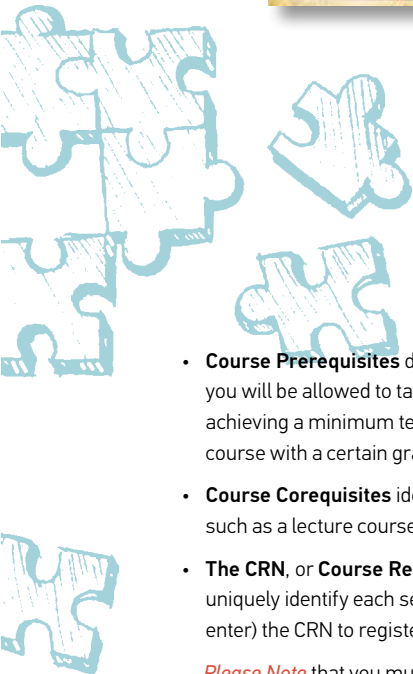 • Course Prerequisites d
you will be allowed to ta
achieving a minimum te
course with a certain gra
• Course Corequisites ide
such as a lecture course
• The CRN, or Course Re
uniquely identify each se
enter) the CRN to registe
Please Note that you mu